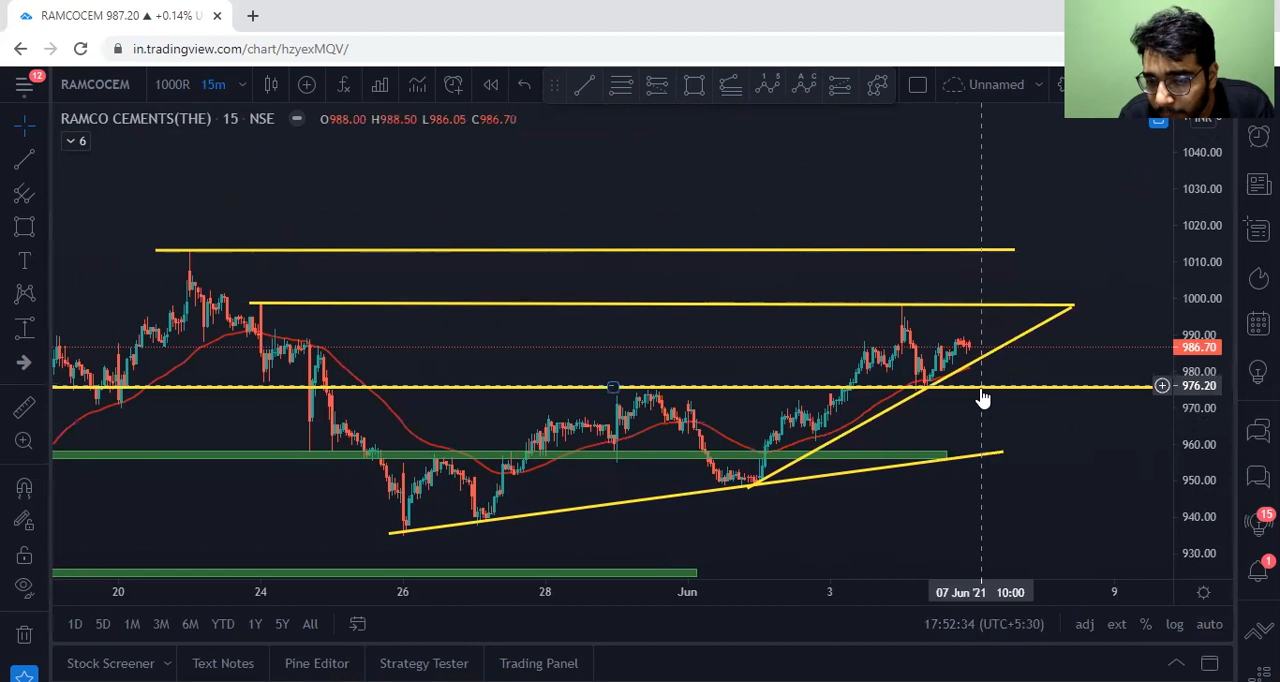 RAMCOCEM 987.20 ▲ +0.14%
in.tradingview.com/chart/hzyexMQV/
12
RAMCOCEM 1000R 15m Unnamed
RAMCO CEMENTS(THE) · 15 · NSE O988.00 H988.50 L986.05 C986.70
6
1040.00
1030.00
1020.00
1010.00
1000.00
990.00
986.70
980.00
976.20
970.00
960.00
950.00
940.00
930.00
15
1
20 24 26 28 Jun 3 07 Jun '21 10:00 9
1D 5D 1M 3M 6M YTD 1Y 5Y All 17:52:34 (UTC+5:30) adj ext % log auto
Stock Screener Text Notes Pine Editor Strategy Tester Trading Panel